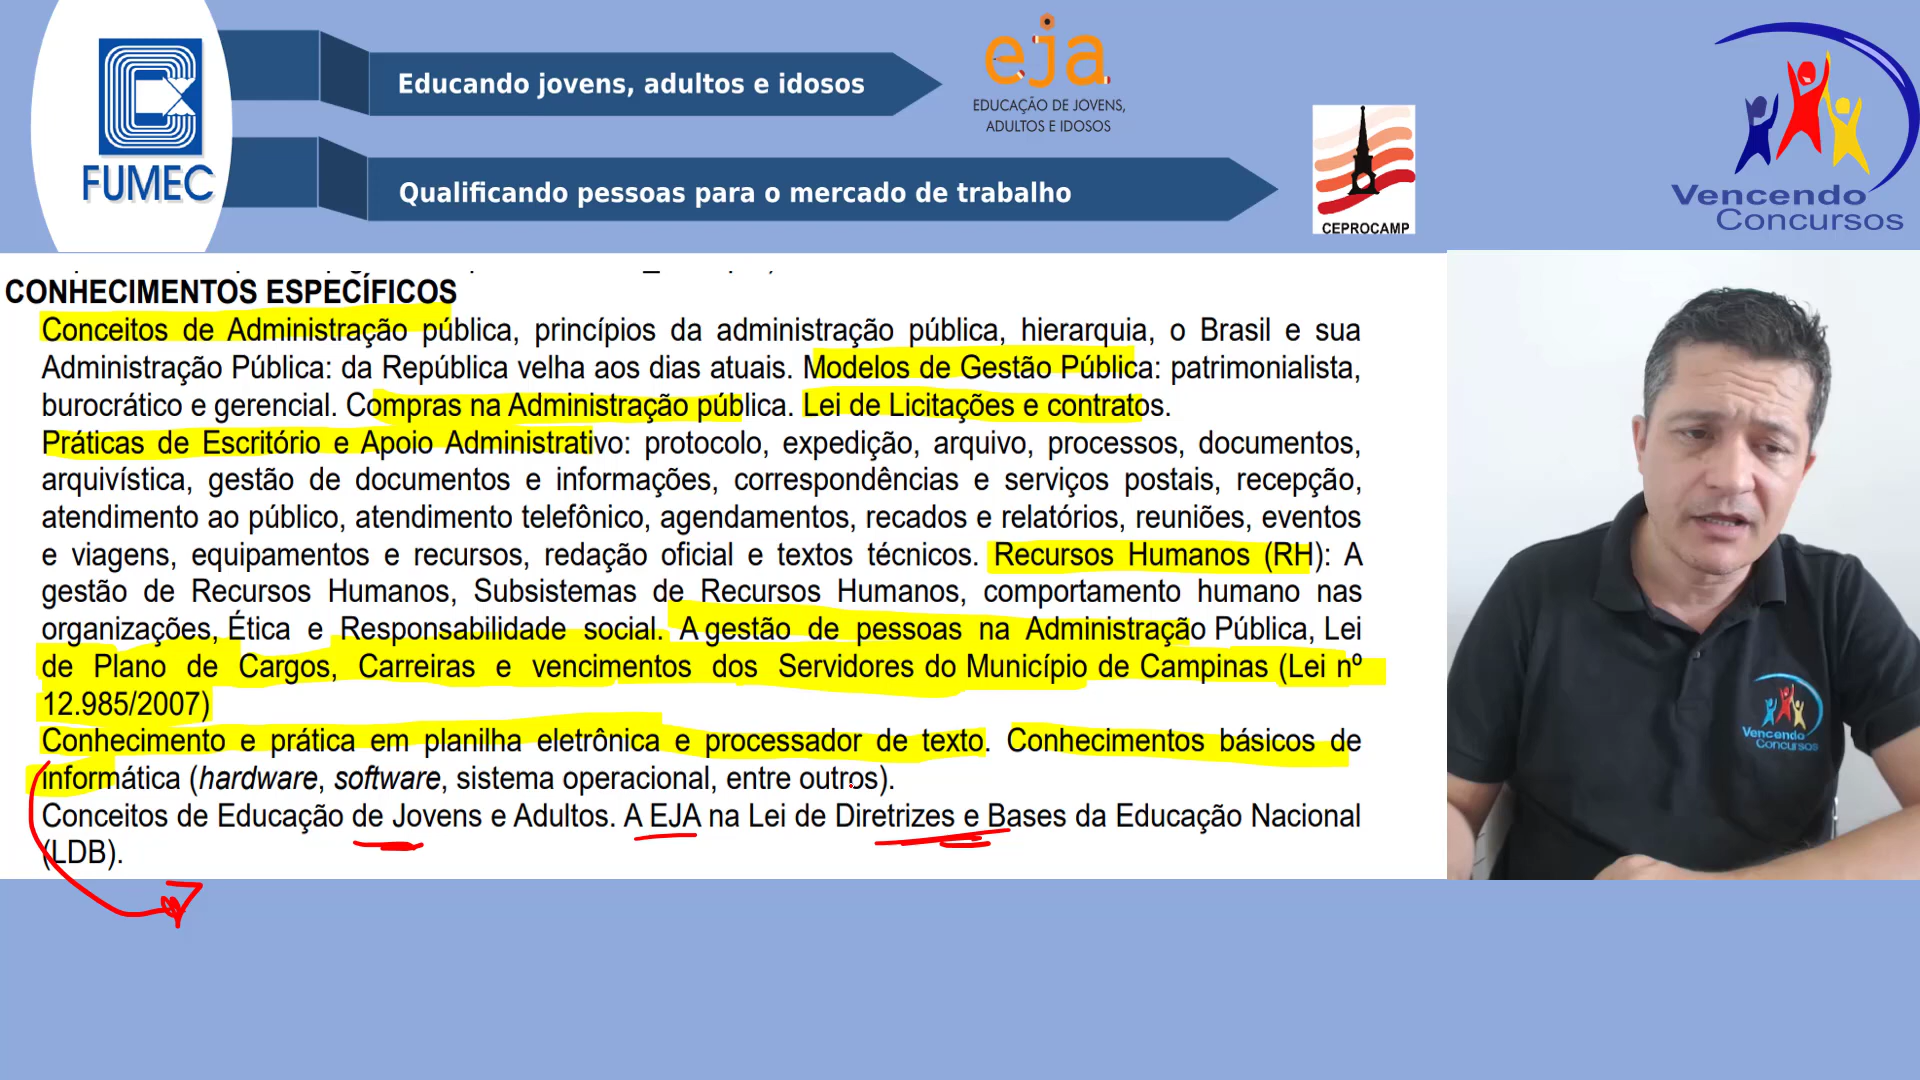 Educando jovens, adultos e idosos
eja
EDUCAÇÃO DE JOVENS,
ADULTOS E IDOSOS
FUMEC
Qualificando pessoas para o mercado de trabalho
CEPROCAMP
Vencendo
Concursos
CONHECIMENTOS ESPECÍFICOS
Conceitos de Administração pública, princípios da administração pública, hierarquia, o Brasil e sua
Administração Pública: da República velha aos dias atuais. Modelos de Gestão Pública: patrimonialista,
burocrático e gerencial. Compras na Administração pública. Lei de Licitações e contratos.
Práticas de Escritório e Apoio Administrativo: protocolo, expedição, arquivo, processos, documentos,
arquivística, gestão de documentos e informações, correspondências e serviços postais, recepção,
atendimento ao público, atendimento telefônico, agendamentos, recados e relatórios, reuniões, eventos
e viagens, equipamentos e recursos, redação oficial e textos técnicos. Recursos Humanos (RH): A
gestão de Recursos Humanos, Subsistemas de Recursos Humanos, comportamento humano nas
organizações, Ética e Responsabilidade social. A gestão de pessoas na Administração Pública, Lei
de Plano de Cargos, Carreiras e vencimentos dos Servidores do Município de Campinas (Lei nº
12.985/2007)
Conhecimento e prática em planilha eletrônica e processador de texto. Conhecimentos básicos de
informática (hardware, software, sistema operacional, entre outros).
Conceitos de Educação de Jovens e Adultos. A EJA na Lei de Diretrizes e Bases da Educação Nacional
(LDB).
Vencendo
Concursos